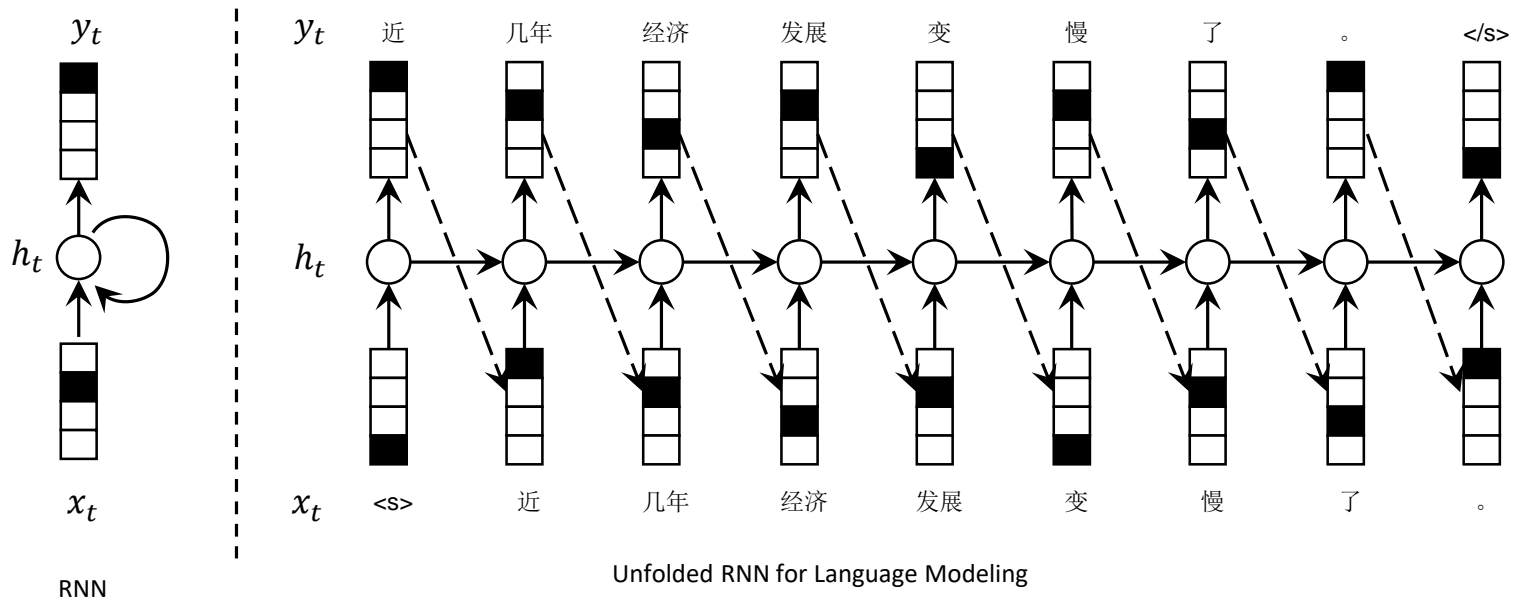 y_t
h_t
x_t
RNN
y_t 近 几年 经济 发展 变 慢 了 。 </s>
h_t
x_t <s> 近 几年 经济 发展 变 慢 了 。
Unfolded RNN for Language Modeling